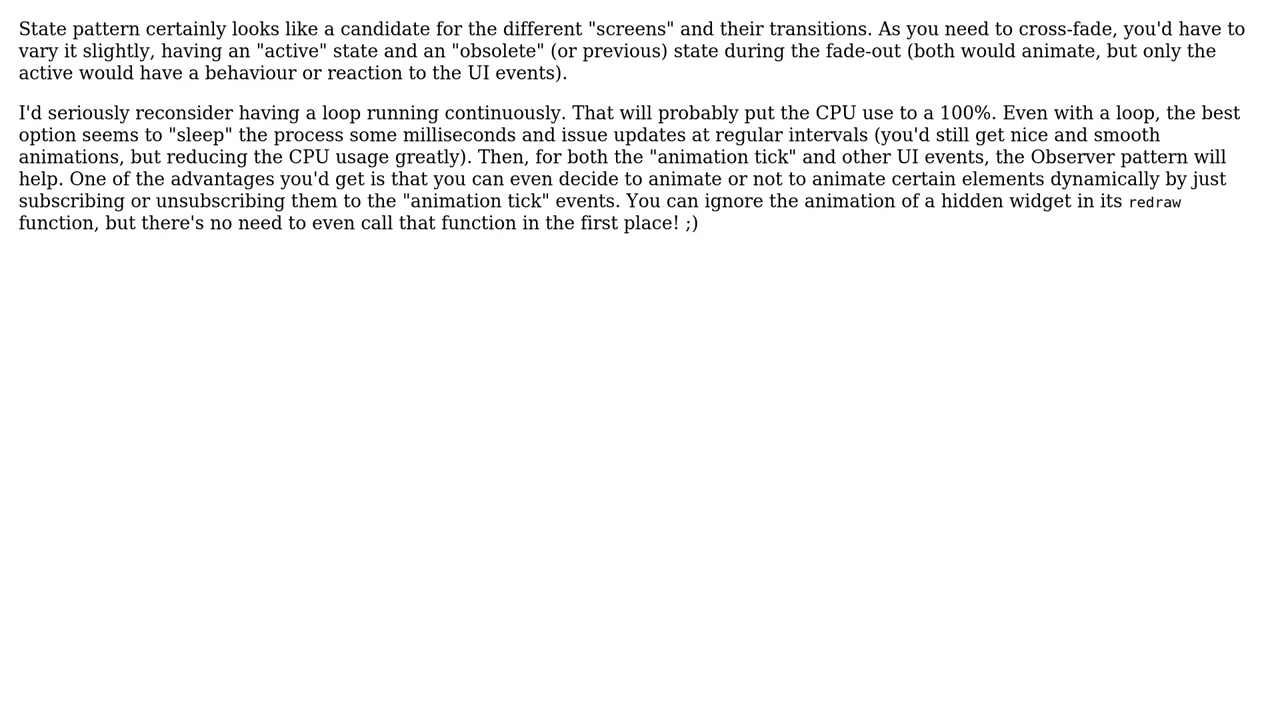 State pattern certainly looks like a candidate for the different "screens" and their transitions. As you need to cross-fade, you'd have to
vary it slightly, having an "active" state and an "obsolete" (or previous) state during the fade-out (both would animate, but only the
active would have a behaviour or reaction to the UI events).
I'd seriously reconsider having a loop running continuously. That will probably put the CPU use to a 100%. Even with a loop, the best
option seems to "sleep" the process some milliseconds and issue updates at regular intervals (you'd still get nice and smooth
animations, but reducing the CPU usage greatly). Then, for both the "animation tick" and other UI events, the Observer pattern will
help. One of the advantages you'd get is that you can even decide to animate or not to animate certain elements dynamically by just
subscribing or unsubscribing them to the "animation tick" events. You can ignore the animation of a hidden widget in its redraw
function, but there's no need to even call that function in the first place! ;)